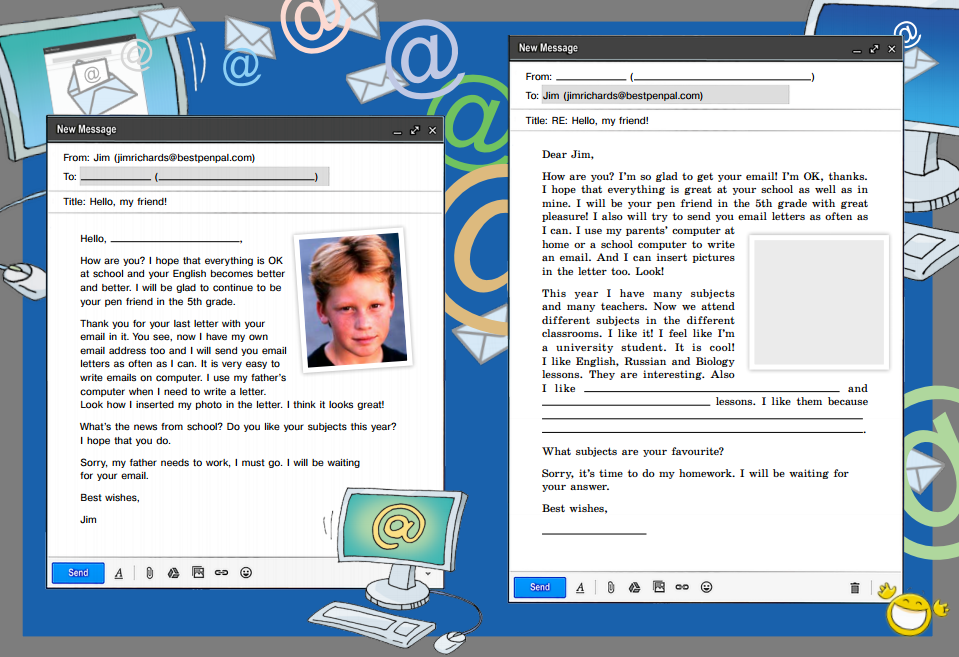 New Message
From: Jim (jimrichards@bestpenpal.com)
To: ____________ (____________________________)
Title: Hello, my friend!
Hello, ______________________,
How are you? I hope that everything is OK
at school and your English becomes better
and better. I will be glad to continue to be
your pen friend in the 5th grade.
Thank you for your last letter with your
email in it. You see, now I have my own
email address too and I will send you email
letters as often as I can. It is very easy to
write emails on computer. I use my father's
computer when I need to write a letter.
Look how I inserted my photo in the letter. I think it looks great!
What's the news from school? Do you like your subjects this year?
I hope that you do.
Sorry, my father needs to work, I must go. I will be waiting
for your email.
Best wishes,
Jim
Send
New Message
From: ____________ (______________________________)
To: Jim (jimrichards@bestpenpal.com)
Title: RE: Hello, my friend!
Dear Jim,
How are you? I'm so glad to get your email! I'm OK, thanks.
I hope that everything is great at your school as well as in
mine. I will be your pen friend in the 5th grade with great
pleasure! I also will try to send you email letters as often as
I can. I use my parents' computer at
home or a school computer to write
an email. And I can insert pictures
in the letter too. Look!
This year I have many subjects
and many teachers. Now we attend
different subjects in the different
classrooms. I like it! I feel like I'm
a university student. It is cool!
I like English, Russian and Biology
lessons. They are interesting. Also
I like ____________________________________ and
____________________________ lessons. I like them because
______________________________________________________
______________________________________________________.
What subjects are your favourite?
Sorry, it's time to do my homework. I will be waiting for
your answer.
Best wishes,
__________________
Send